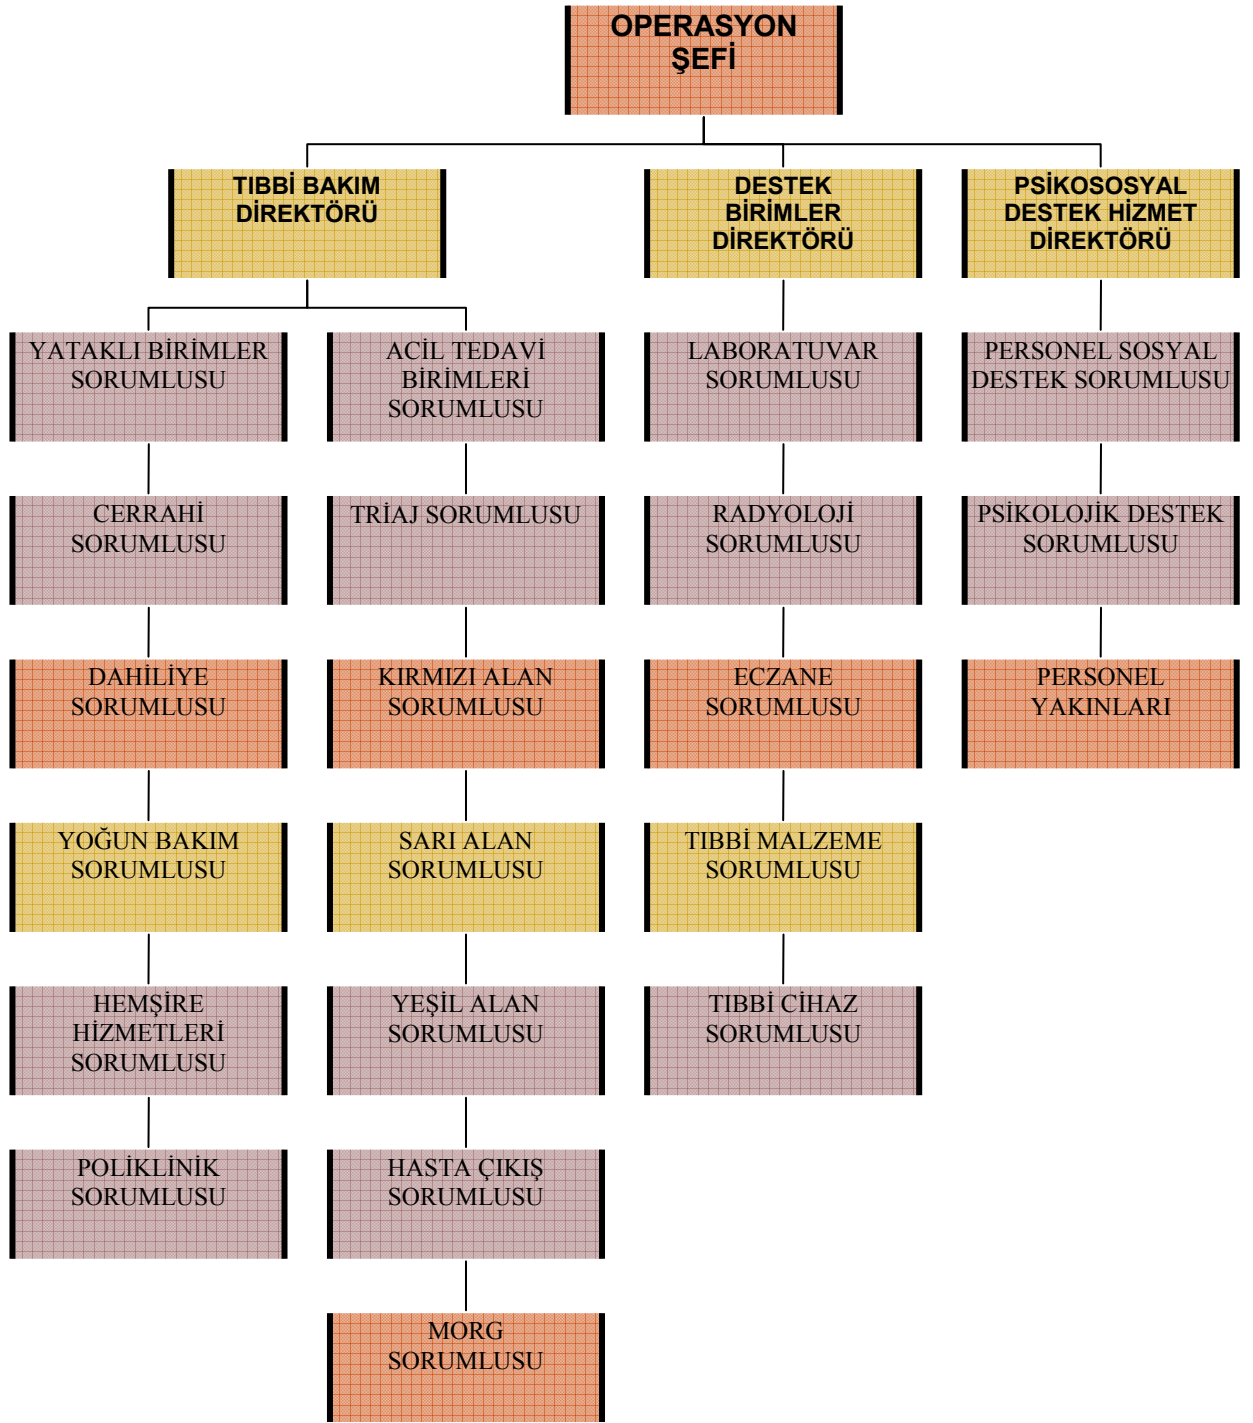 OPERASYON
ŞEFİ
TIBBİ BAKIM
DİREKTÖRÜ
DESTEK
BİRİMLER
DİREKTÖRÜ
PSİKOSOSYAL
DESTEK HİZMET
DİREKTÖRÜ
YATAKLI BİRİMLER
SORUMLUSU
ACİL TEDAVİ
BİRİMLERİ
SORUMLUSU
LABORATUVAR
SORUMLUSU
PERSONEL SOSYAL
DESTEK SORUMLUSU
CERRAHİ
SORUMLUSU
TRİAJ SORUMLUSU
RADYOLOJİ
SORUMLUSU
PSİKOLOJİK DESTEK
SORUMLUSU
DAHİLİYE
SORUMLUSU
KIRMIZI ALAN
SORUMLUSU
ECZANE
SORUMLUSU
PERSONEL
YAKINLARI
YOĞUN BAKIM
SORUMLUSU
SARI ALAN
SORUMLUSU
TIBBİ MALZEME
SORUMLUSU
HEMŞİRE
HİZMETLERİ
SORUMLUSU
YEŞİL ALAN
SORUMLUSU
TIBBİ CİHAZ
SORUMLUSU
POLİKLİNİK
SORUMLUSU
HASTA ÇIKIŞ
SORUMLUSU
MORG
SORUMLUSU